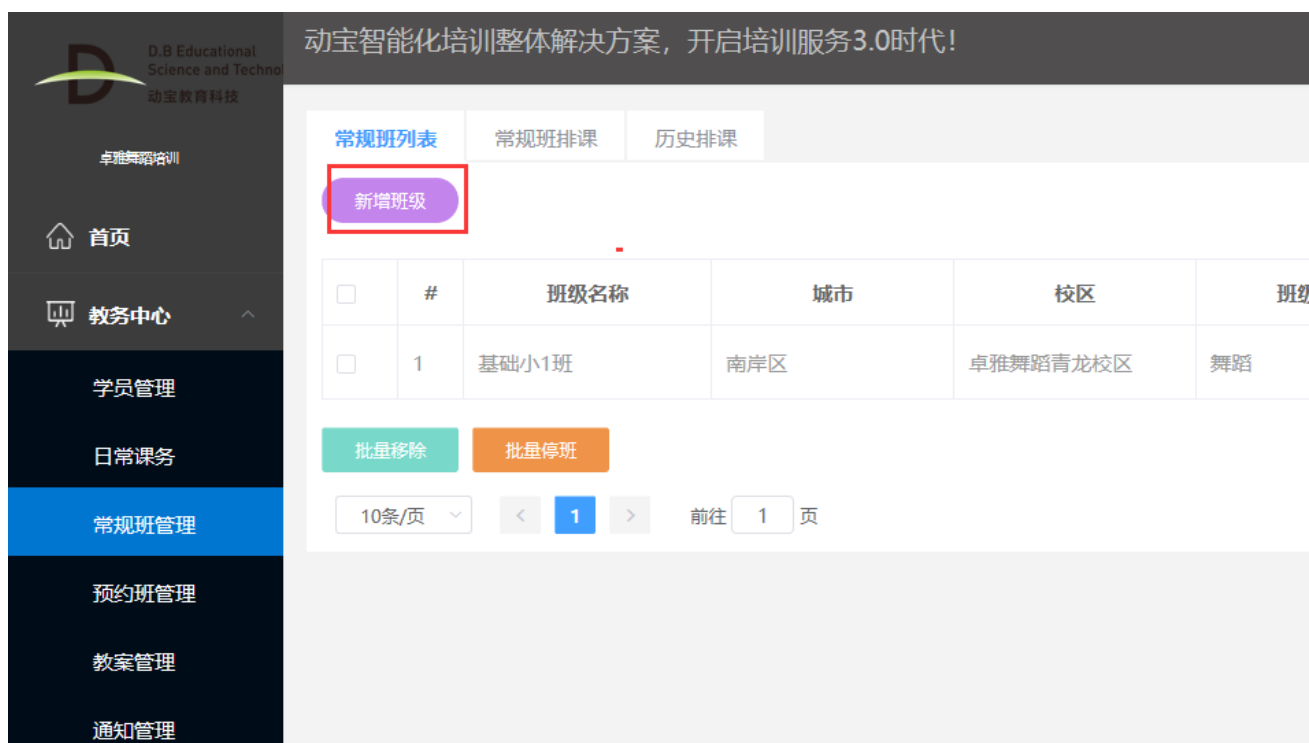 D.B Educational
Science and Techno
动宝教育科技
卓雅舞蹈培训
首页
教务中心
学员管理
日常课务
常规班管理
预约班管理
教案管理
通知管理
动宝智能化培训整体解决方案，开启培训服务3.0时代！
常规班列表 常规班排课 历史排课
新增班级
# 班级名称 城市 校区 班级
1 基础小1班 南岸区 卓雅舞蹈青龙校区 舞蹈
批量移除 批量停班
10条/页 < 1 > 前往 1 页